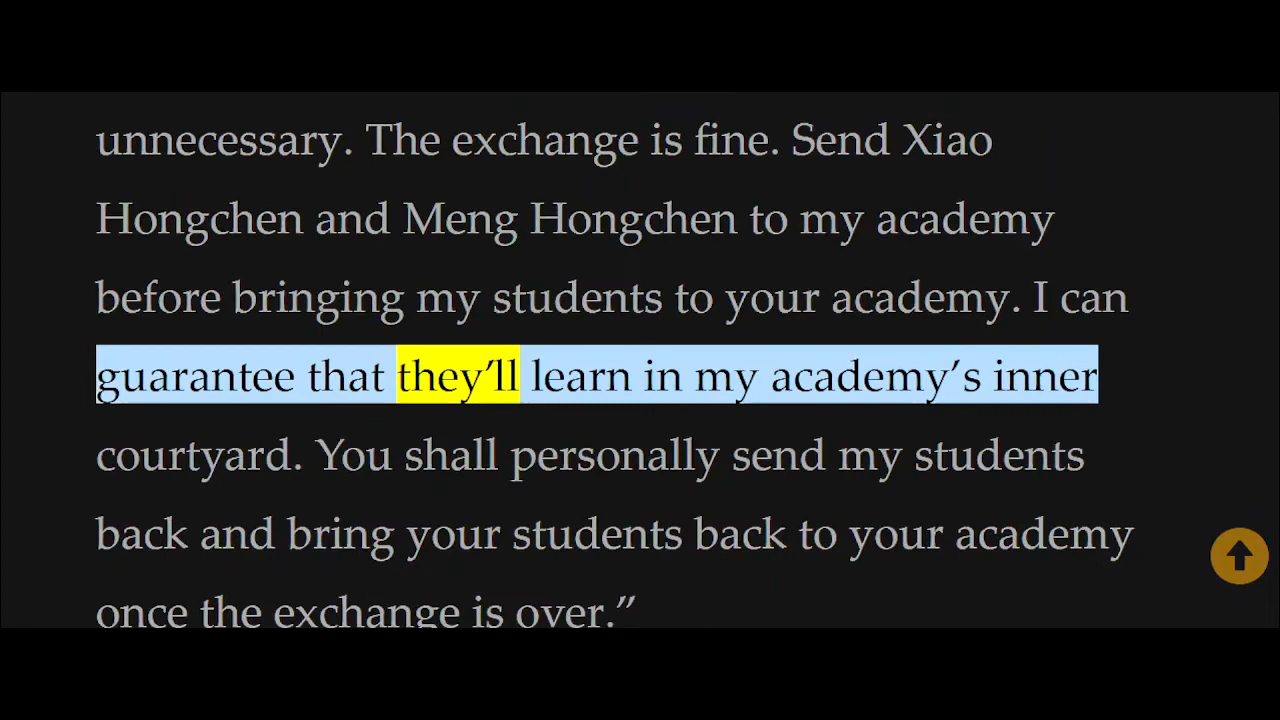 unnecessary. The exchange is fine. Send Xiao
Hongchen and Meng Hongchen to my academy
before bringing my students to your academy. I can
guarantee that they’ll learn in my academy’s inner
courtyard. You shall personally send my students
back and bring your students back to your academy
once the exchange is over.”